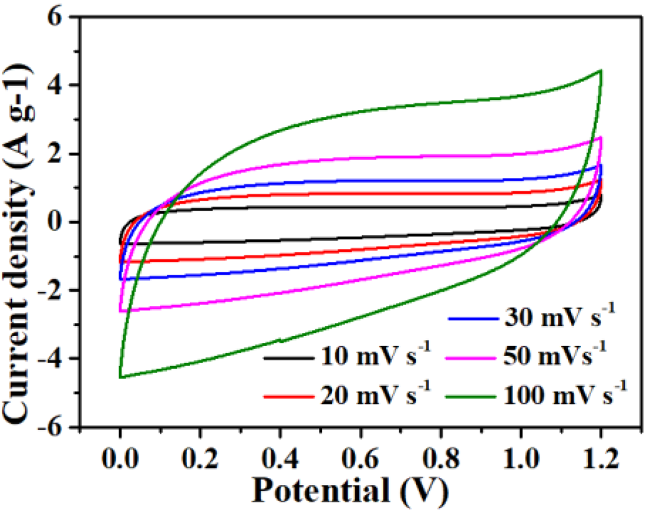 Current density (A g-1)
6
4
2
0
-2
-4
-6
30 mV s-1
10 mV s-1
50 mVs-1
20 mV s-1
100 mV s-1
0.0 0.2 0.4 0.6 0.8 1.0 1.2
Potential (V)